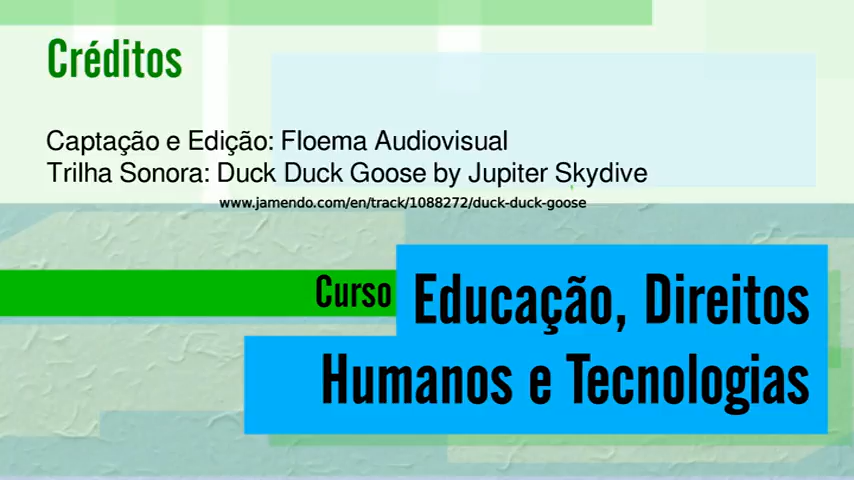 Créditos
Captação e Edição: Floema Audiovisual
Trilha Sonora: Duck Duck Goose by Jupiter Skydive
www.jamendo.com/en/track/1088272/duck-duck-goose
Curso Educação, Direitos
Humanos e Tecnologias